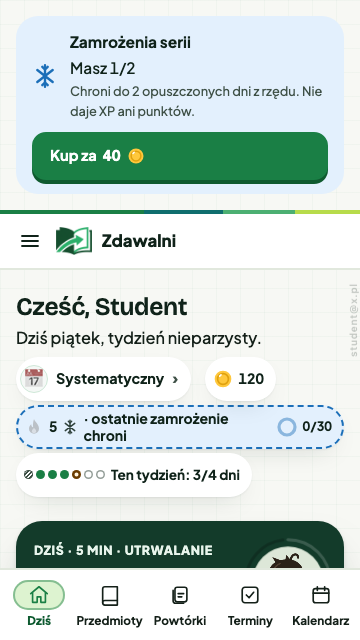 Zamrożenia serii
Masz 1/2
Chroni do 2 opuszczonych dni z rzędu. Nie
daje XP ani punktów.
Kup za 40
Zdawalni
student@x.pl
Cześć, Student
Dziś piątek, tydzień nieparzysty.
17 Systematyczny ›
120
5 · ostatnie zamrożenie
chroni
0/30
Ten tydzień: 3/4 dni
DZIŚ · 5 MIN · UTRWALANIE
Dziś
Przedmioty
Powtórki
Terminy
Kalendarz